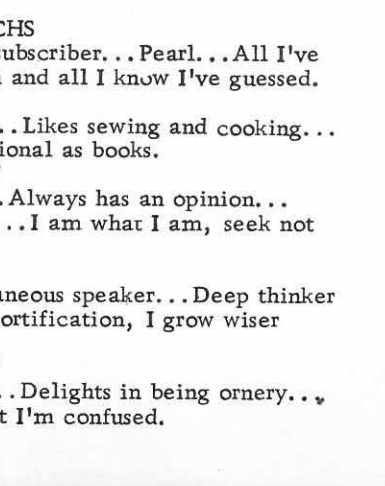 CHS
ubscriber...Pearl...All I've
and all I know I've guessed.
..Likes sewing and cooking...
ional as books.
.Always has an opinion...
..I am what I am, seek not
neous speaker...Deep thinker
ortification, I grow wiser
..Delights in being ornery...
t I'm confused.